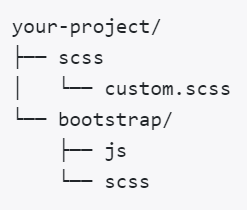 your-project/
├── scss
│   └── custom.scss
└── bootstrap/
    ├── js
    └── scss